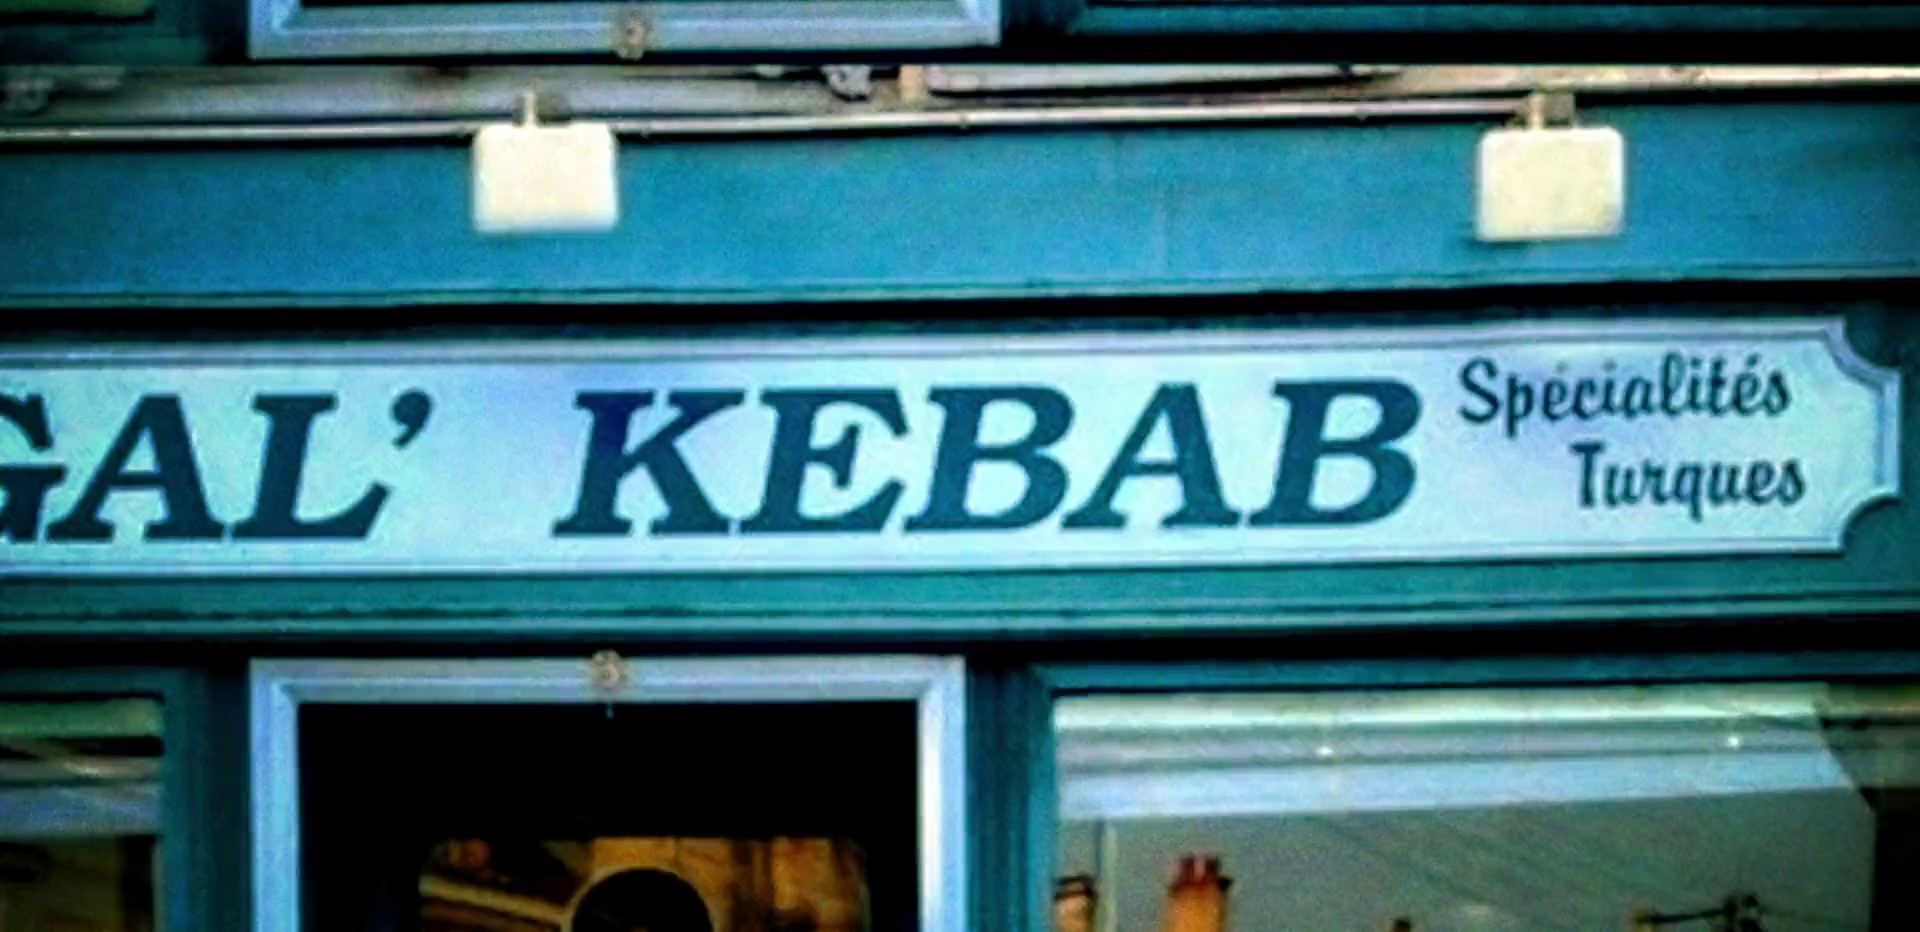 GAL' KEBAB
Spécialités
Turques